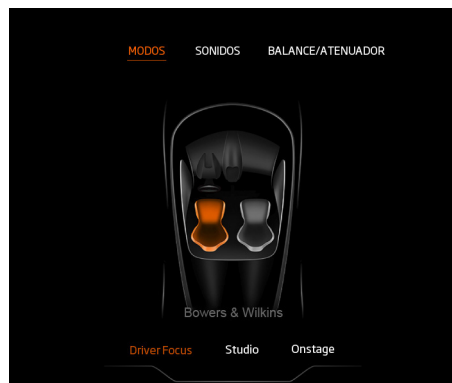 MODOS SONIDOS BALANCE/ATENUADOR
Bowers & Wilkins
Driver Focus Studio Onstage